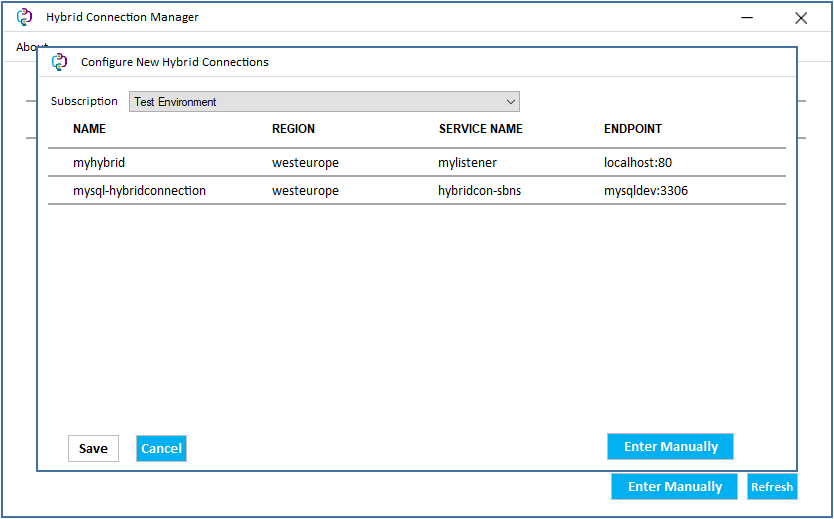 Hybrid Connection Manager
About
Configure New Hybrid Connections
Subscription Test Environment
NAME REGION SERVICE NAME ENDPOINT
myhybrid westeurope mylistener localhost:80
mysql-hybridconnection westeurope hybridcon-sbns mysqldev:3306
Save Cancel Enter Manually
Enter Manually Refresh